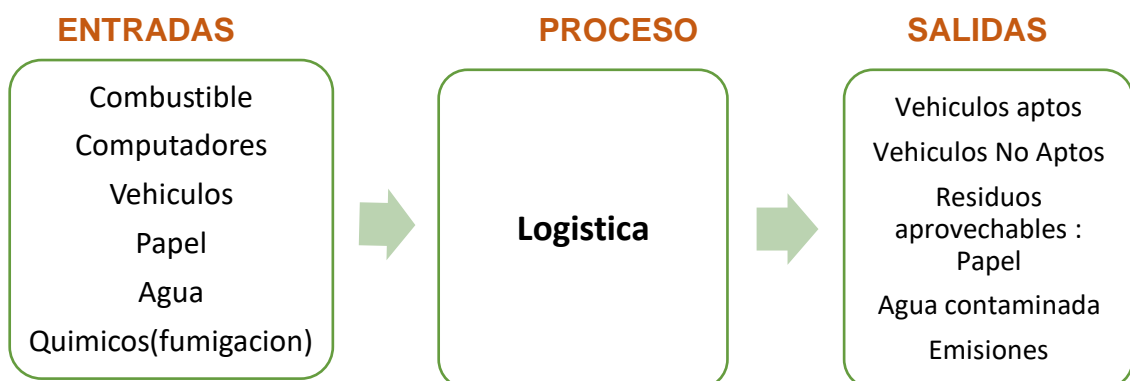 ENTRADAS
Combustible
Computadores
Vehiculos
Papel
Agua
Quimicos(fumigacion)
PROCESO
Logistica
SALIDAS
Vehiculos aptos
Vehiculos No Aptos
Residuos
aprovechables :
Papel
Agua contaminada
Emisiones